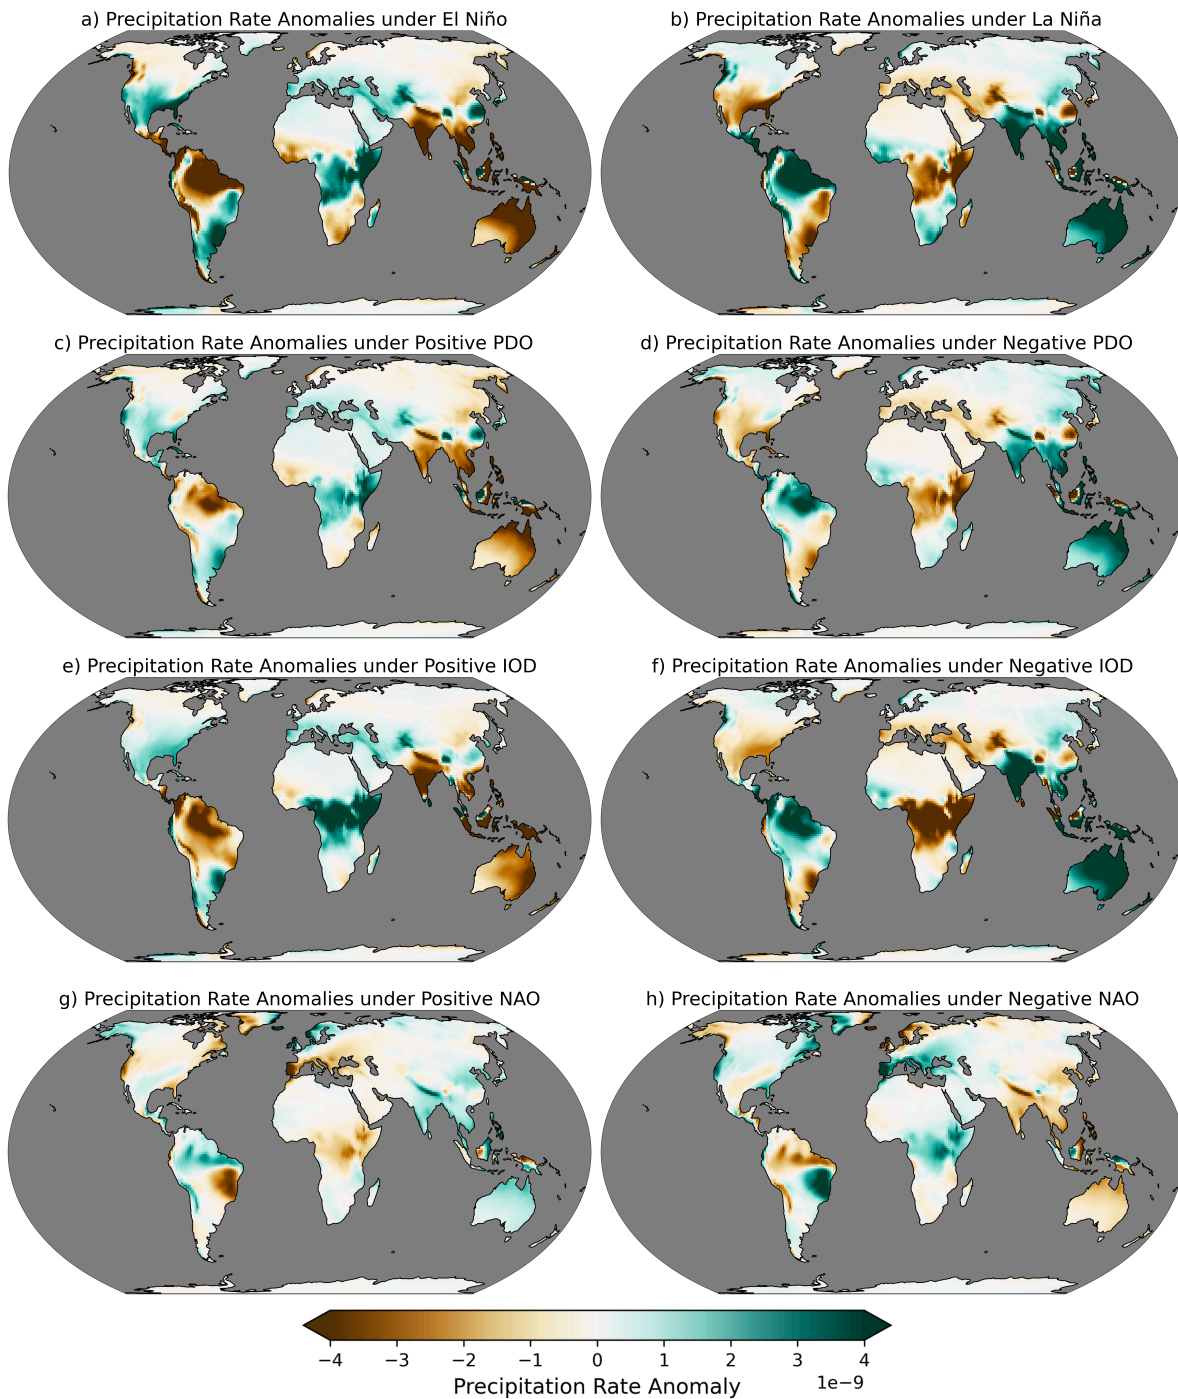 a) Precipitation Rate Anomalies under El Niño
b) Precipitation Rate Anomalies under La Niña
c) Precipitation Rate Anomalies under Positive PDO
d) Precipitation Rate Anomalies under Negative PDO
e) Precipitation Rate Anomalies under Positive IOD
f) Precipitation Rate Anomalies under Negative IOD
g) Precipitation Rate Anomalies under Positive NAO
h) Precipitation Rate Anomalies under Negative NAO
−4 −3 −2 −1 0 1 2 3 4
1e−9
Precipitation Rate Anomaly